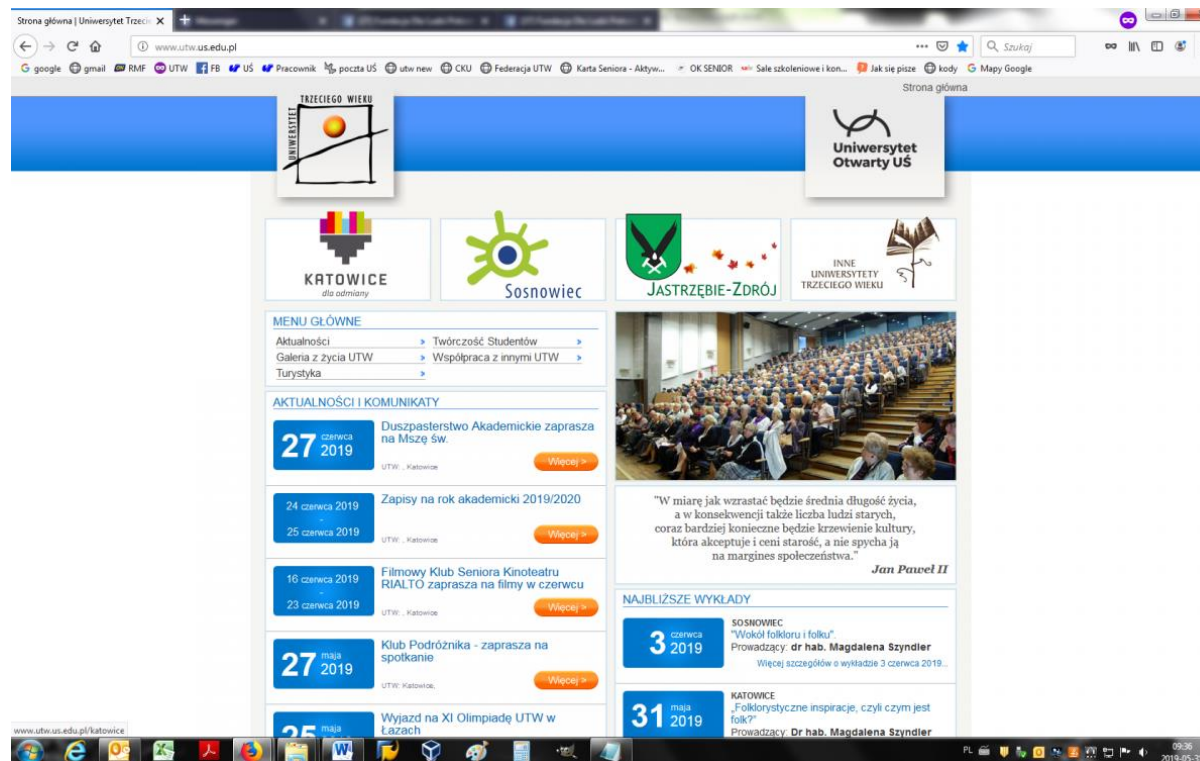 Strona główna | Uniwersytet Trzeci
www.utw.us.edu.pl
Szukaj
google
gmail
RMF
UTW
FB
UŚ
Pracownik
poczta UŚ
utw new
CKU
Federacja UTW
Karta Seniora - Aktyw...
OK SENIOR
Sale szkoleniowe i kon...
Jak się pisze
kody
Mapy Google
Strona główna
UNIWERSYTET
TRZECIEGO WIEKU
Uniwersytet
Otwarty UŚ
KATOWICE
dla odmiany
Sosnowiec
JASTRZĘBIE-ZDRÓJ
INNE
UNIWERSYTETY
TRZECIEGO WIEKU
MENU GŁÓWNE
Aktualności
Twórczość Studentów
Galeria z życia UTW
Współpraca z innymi UTW
Turystyka
AKTUALNOŚCI I KOMUNIKATY
27 czerwca 2019
Duszpasterstwo Akademickie zaprasza
na Mszę św.
UTW: , Katowice
Więcej >
24 czerwca 2019
-
25 czerwca 2019
Zapisy na rok akademicki 2019/2020
UTW: , Katowice
Więcej >
16 czerwca 2019
-
23 czerwca 2019
Filmowy Klub Seniora Kinoteatru
RIALTO zaprasza na filmy w czerwcu
UTW: , Katowice
Więcej >
27 maja 2019
Klub Podróżnika - zaprasza na
spotkanie
UTW: Katowice,
Więcej >
25 maja
Wyjazd na XI Olimpiadę UTW w
Łazach
"W miarę jak wzrastać będzie średnia długość życia,
a w konsekwencji także liczba ludzi starych,
coraz bardziej konieczne będzie krzewienie kultury,
która akceptuje i ceni starość, a nie spycha ją
na margines społeczeństwa."
Jan Paweł II
NAJBLIŻSZE WYKŁADY
3 czerwca 2019
SOSNOWIEC
"Wokół folkloru i folku".
Prowadzący: dr hab. Magdalena Szyndler
Więcej szczegółów o wykładzie 3 czerwca 2019...
31 maja 2019
KATOWICE
„Folklorystyczne inspiracje, czyli czym jest
folk?"
Prowadzący: Dr hab. Magdalena Szyndler
www.utw.us.edu.pl/katowice
PL
09:36